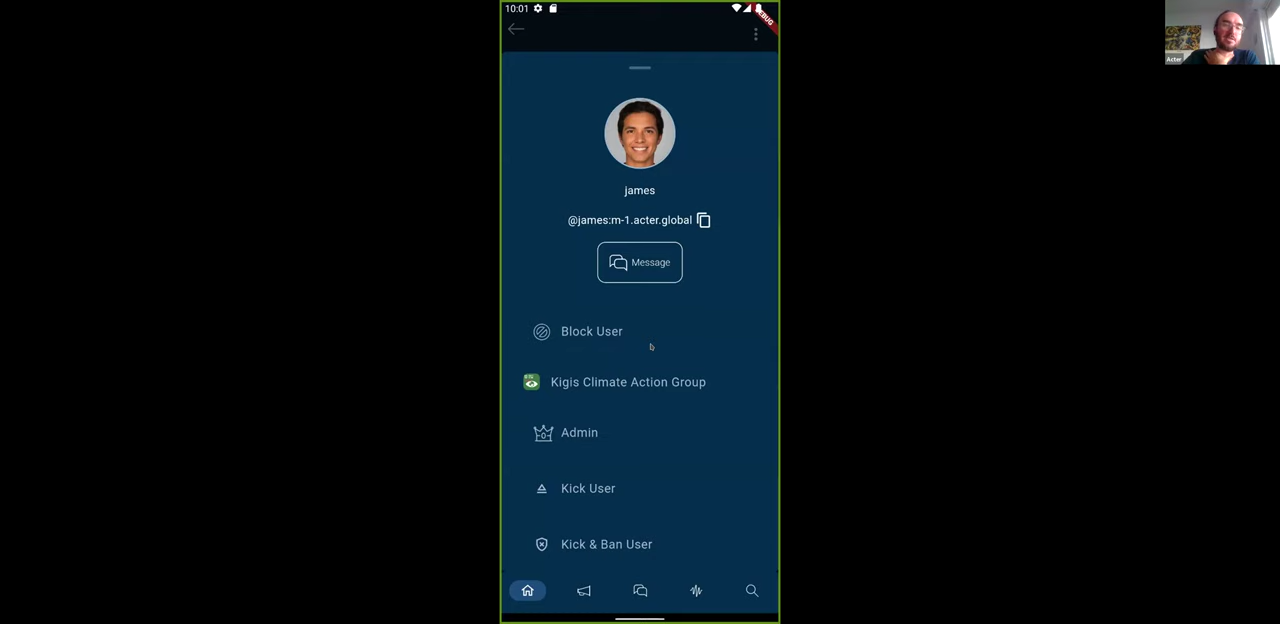 10:01
james
@james:m-1.acter.global
Message
Block User
Kigis Climate Action Group
Admin
Kick User
Kick & Ban User
Acter